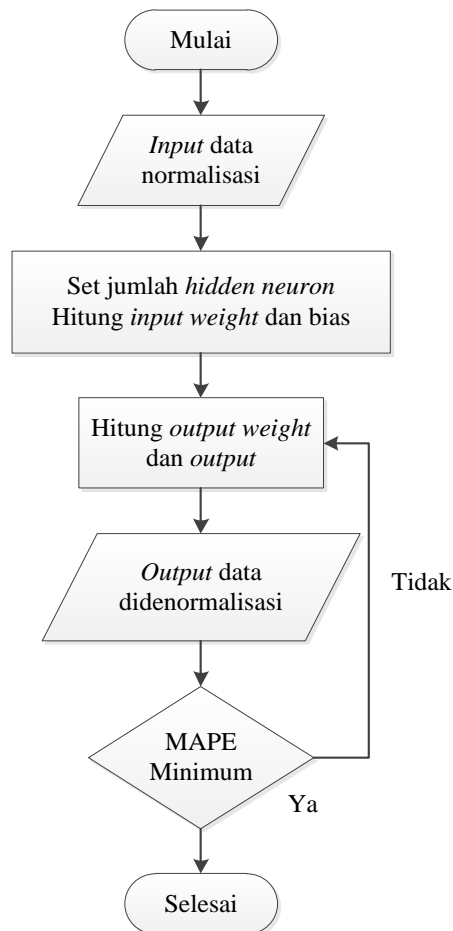 Mulai
Input data
normalisasi
Set jumlah hidden neuron
Hitung input weight dan bias
Hitung output weight
dan output
Output data
didenormalisasi
Tidak
MAPE
Minimum
Ya
Selesai